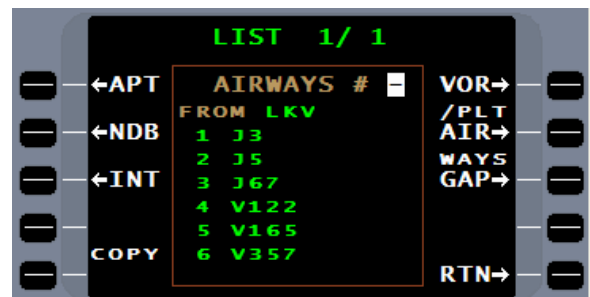 LIST 1/ 1
←APT AIRWAYS # - VOR→
FROM LKV /PLT
←NDB 1 J3 AIR→
2 J5 WAYS
←INT 3 J67 GAP→
4 V122
5 V165
COPY 6 V357
RTN→